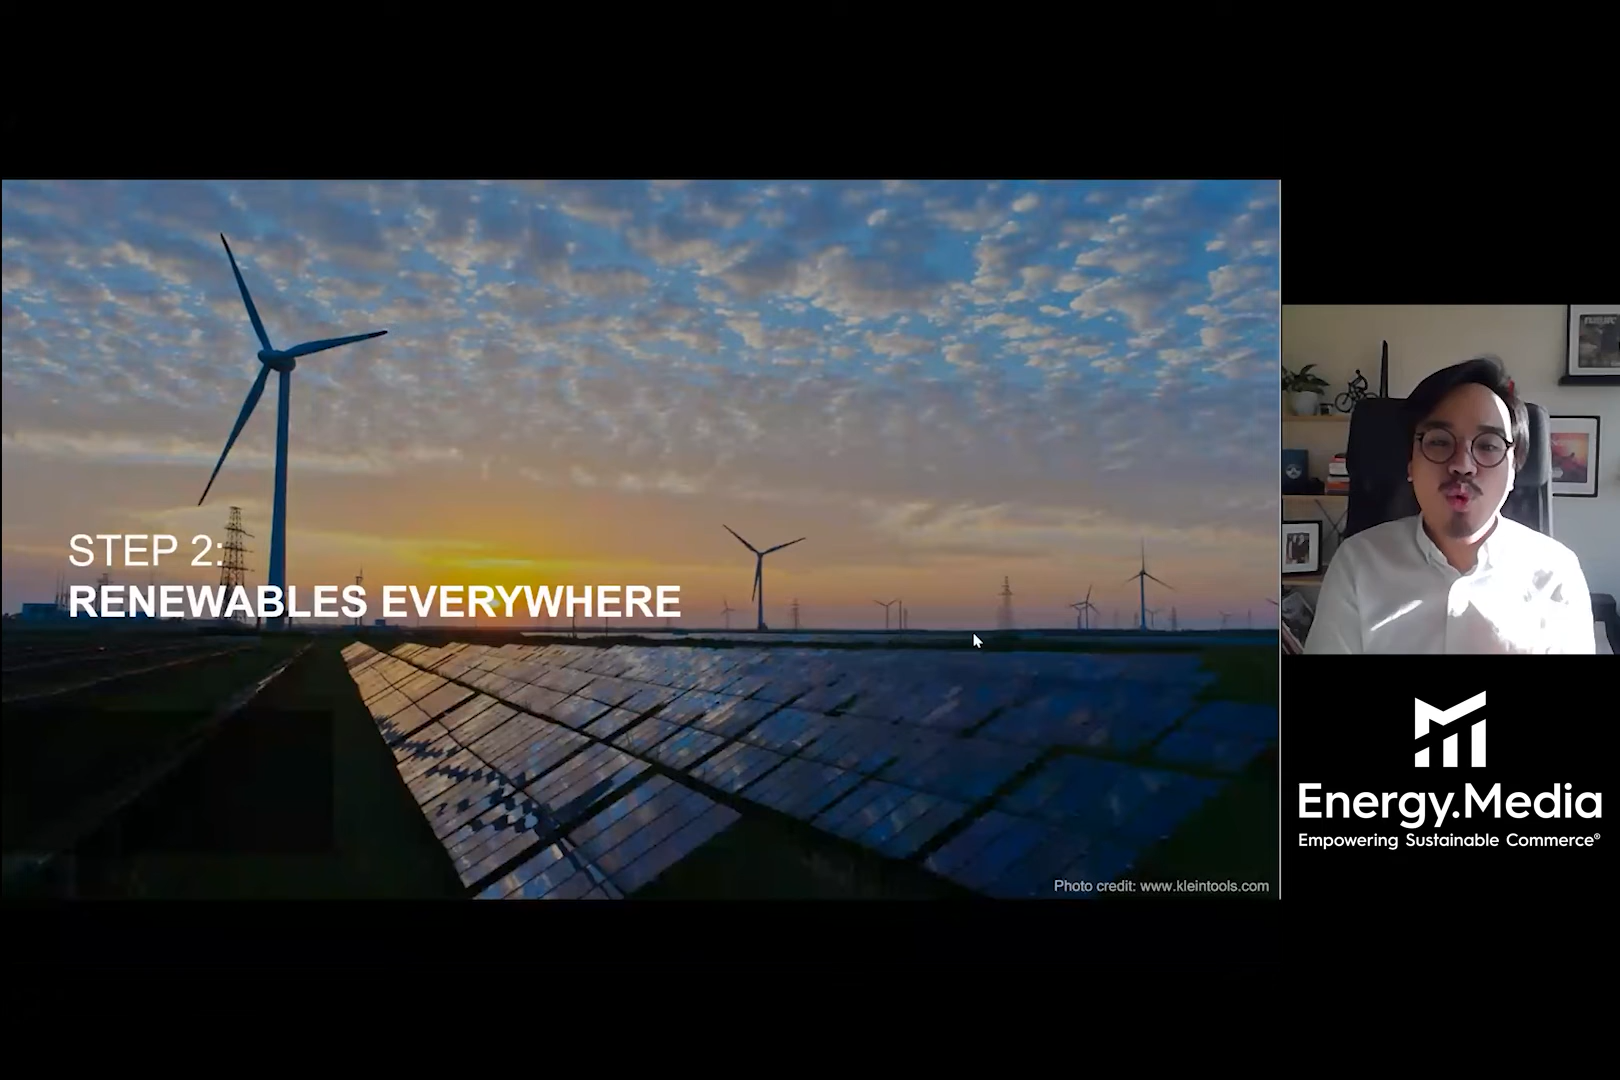 STEP 2:
RENEWABLES EVERYWHERE
Photo credit: www.kleintools.com
Energy.Media
Empowering Sustainable Commerce®